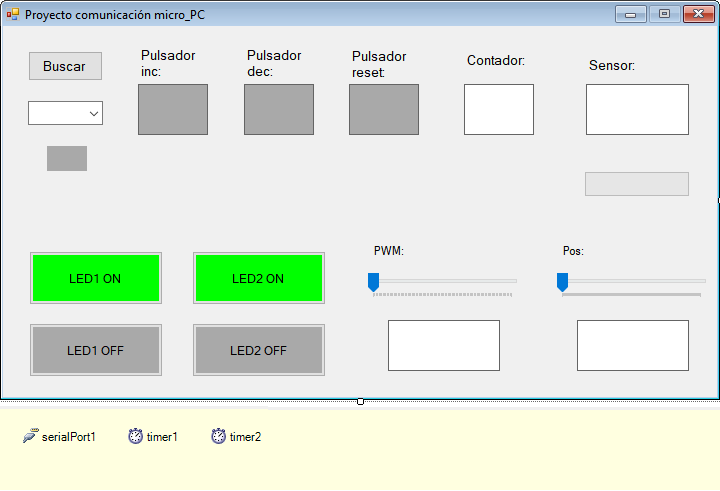 Proyecto comunicación micro_PC
Buscar
Pulsador
inc:
Pulsador
dec:
Pulsador
reset:
Contador:
Sensor:
LED1 ON
LED2 ON
PWM:
Pos:
LED1 OFF
LED2 OFF
serialPort1
timer1
timer2